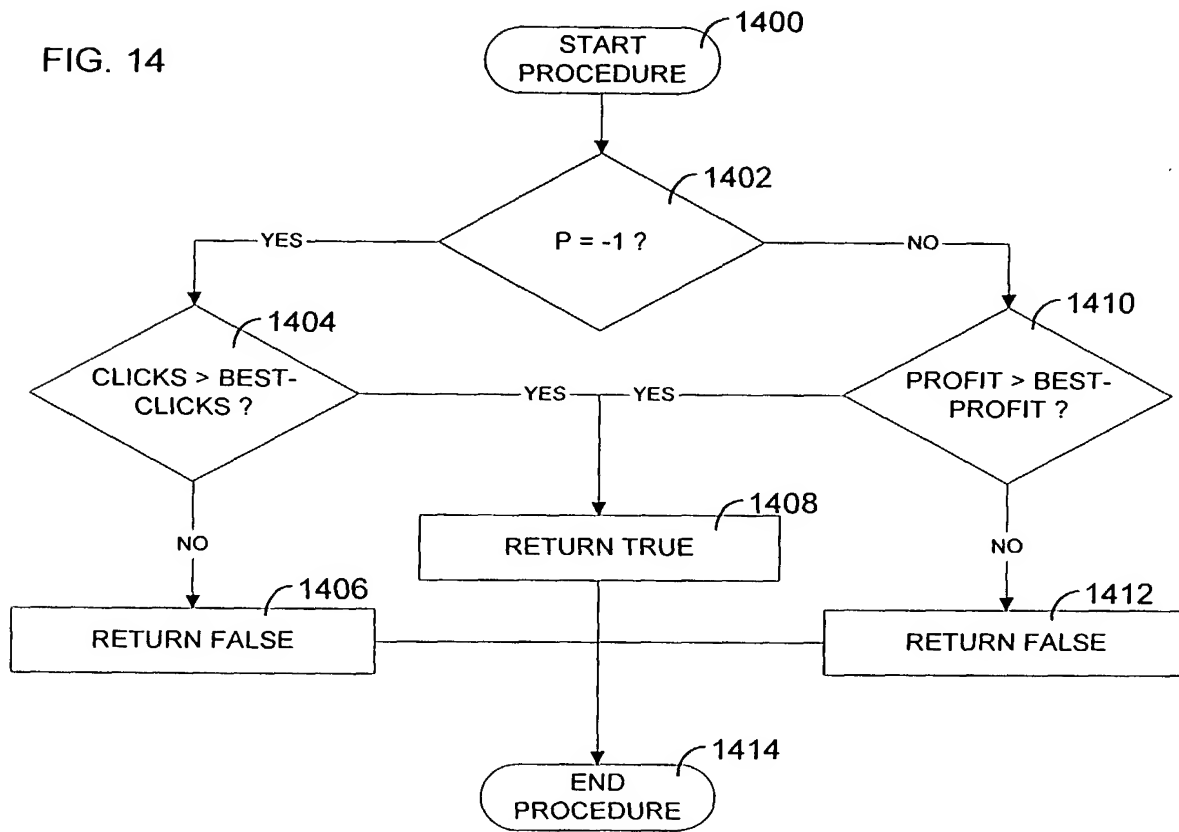 FIG. 14
START
PROCEDURE
1400
P = -1 ?
1402
YES
NO
CLICKS > BEST-
CLICKS ?
1404
PROFIT > BEST-
PROFIT ?
1410
YES
YES
NO
RETURN TRUE
1408
NO
RETURN FALSE
1406
RETURN FALSE
1412
END
PROCEDURE
1414